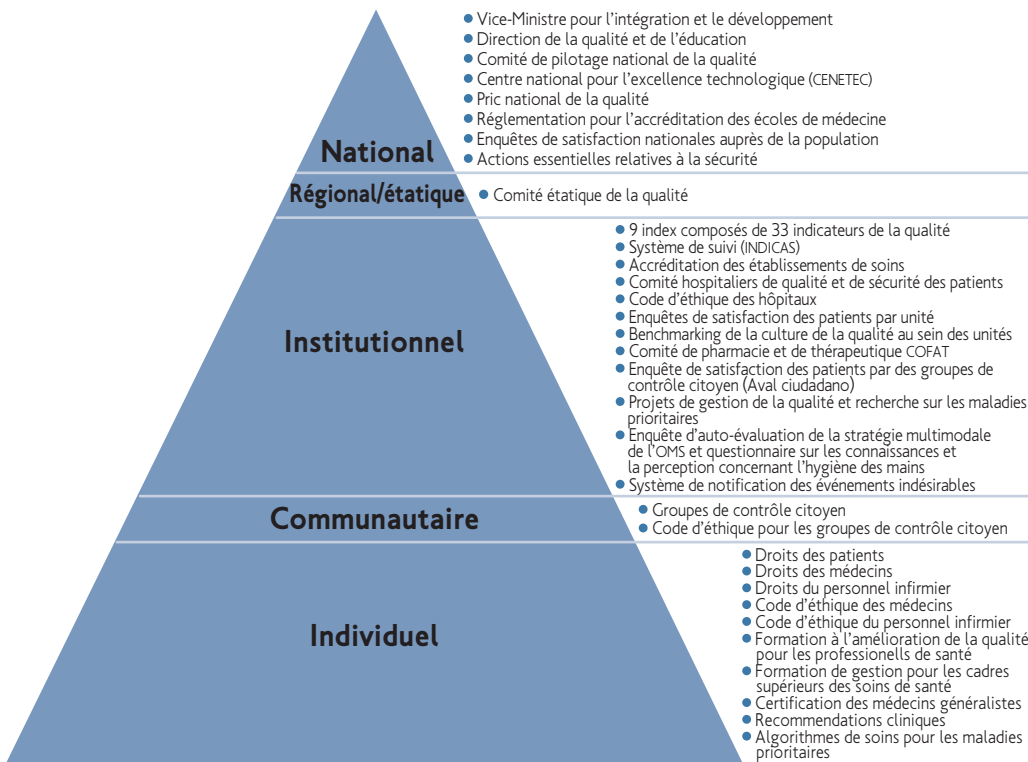 • Vice-Ministre pour l'intégration et le développement
• Direction de la qualité et de l'éducation
• Comité de pilotage national de la qualité
• Centre national pour l'excellence technologique (CENETEC)
• Pric national de la qualité
• Réglementation pour l'accréditation des écoles de médecine
• Enquêtes de satisfaction nationales auprès de la population
• Actions essentielles relatives à la sécurité
National
Régional/étatique
• Comité étatique de la qualité
• 9 index composés de 33 indicateurs de la qualité
• Système de suivi (INDICAS)
• Accréditation des établissements de soins
• Comité hospitaliers de qualité et de sécurité des patients
• Code d'éthique des hôpitaux
• Enquêtes de satisfaction des patients par unité
• Benchmarking de la culture de la qualité au sein des unités
• Comité de pharmacie et de thérapeutique COFAT
• Enquête de satisfaction des patients par des groupes de
contrôle citoyen (Aval ciudadano)
• Projets de gestion de la qualité et recherche sur les maladies
prioritaires
• Enquête d'auto-évaluation de la stratégie multimodale
de l'OMS et questionnaire sur les connaissances et
la perception concernant l'hygiène des mains
• Système de notification des événements indésirables
Institutionnel
Communautaire
• Groupes de contrôle citoyen
• Code d'éthique pour les groupes de contrôle citoyen
Individuel
• Droits des patients
• Droits des médecins
• Droits du personnel infirmier
• Code d'éthique des médecins
• Code d'éthique du personnel infirmier
• Formation à l'amélioration de la qualité
pour les professionells de santé
• Formation de gestion pour les cadres
supérieurs des soins de santé
• Certification des médecins généralistes
• Recommendations cliniques
• Algorithmes de soins pour les maladies
prioritaires